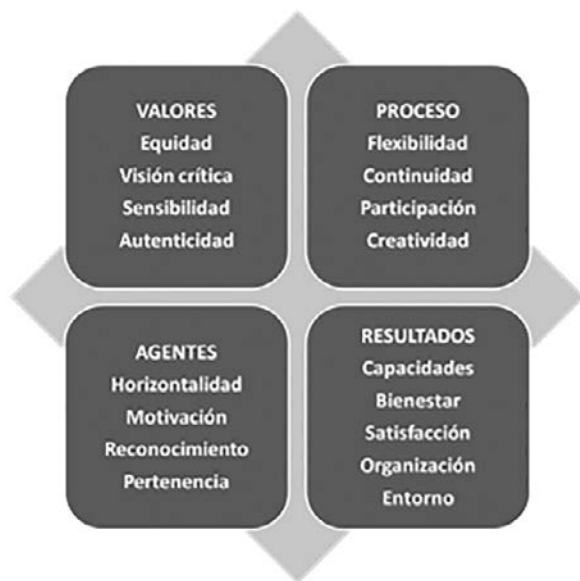 VALORES
Equidad
Visión crítica
Sensibilidad
Autenticidad
PROCESO
Flexibilidad
Continuidad
Participación
Creatividad
AGENTES
Horizontalidad
Motivación
Reconocimiento
Pertenencia
RESULTADOS
Capacidades
Bienestar
Satisfacción
Organización
Entorno